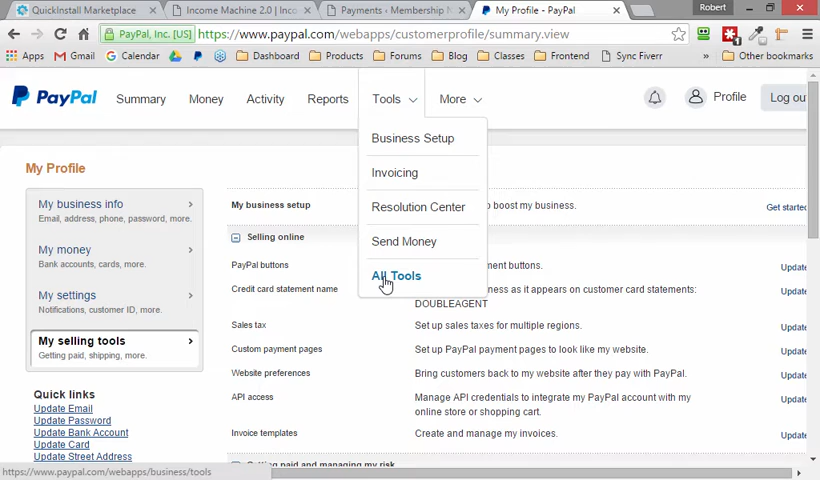 Robert
QuickInstall Marketplace
Income Machine 2.0 | Inc
Payments ‹ Membership N
My Profile - PayPal
PayPal, Inc. [US]
https://www.paypal.com/webapps/customerprofile/summary.view
Apps
Gmail
Calendar
Dashboard
Products
Forums
Blog
Classes
Frontend
Sync Fiverr
»
Other bookmarks
PayPal
Summary
Money
Activity
Reports
Tools
More
Profile
Log ou
Business Setup
Invoicing
Resolution Center
Send Money
All Tools
My Profile
My business info
Email, address, phone, password, more.
My money
Bank accounts, cards, more.
My settings
Notifications, customer ID, more.
My selling tools
Getting paid, shipping, more.
Quick links
Update Email
Update Password
Update Bank Account
Update Card
Update Street Address
My business setup
o boost my business.
Get started
Selling online
PayPal buttons
ment buttons.
Update
Credit card statement name
siness as it appears on customer card statements:
DOUBLEAGENT
Update
Sales tax
Set up sales taxes for multiple regions.
Update
Custom payment pages
Set up PayPal payment pages to look like my website.
Update
Website preferences
Bring customers back to my website after they pay with PayPal.
Update
API access
Manage API credentials to integrate my PayPal account with my
online store or shopping cart.
Update
Invoice templates
Create and manage my invoices.
Update
Getting paid and managing my risk
https://www.paypal.com/webapps/business/tools